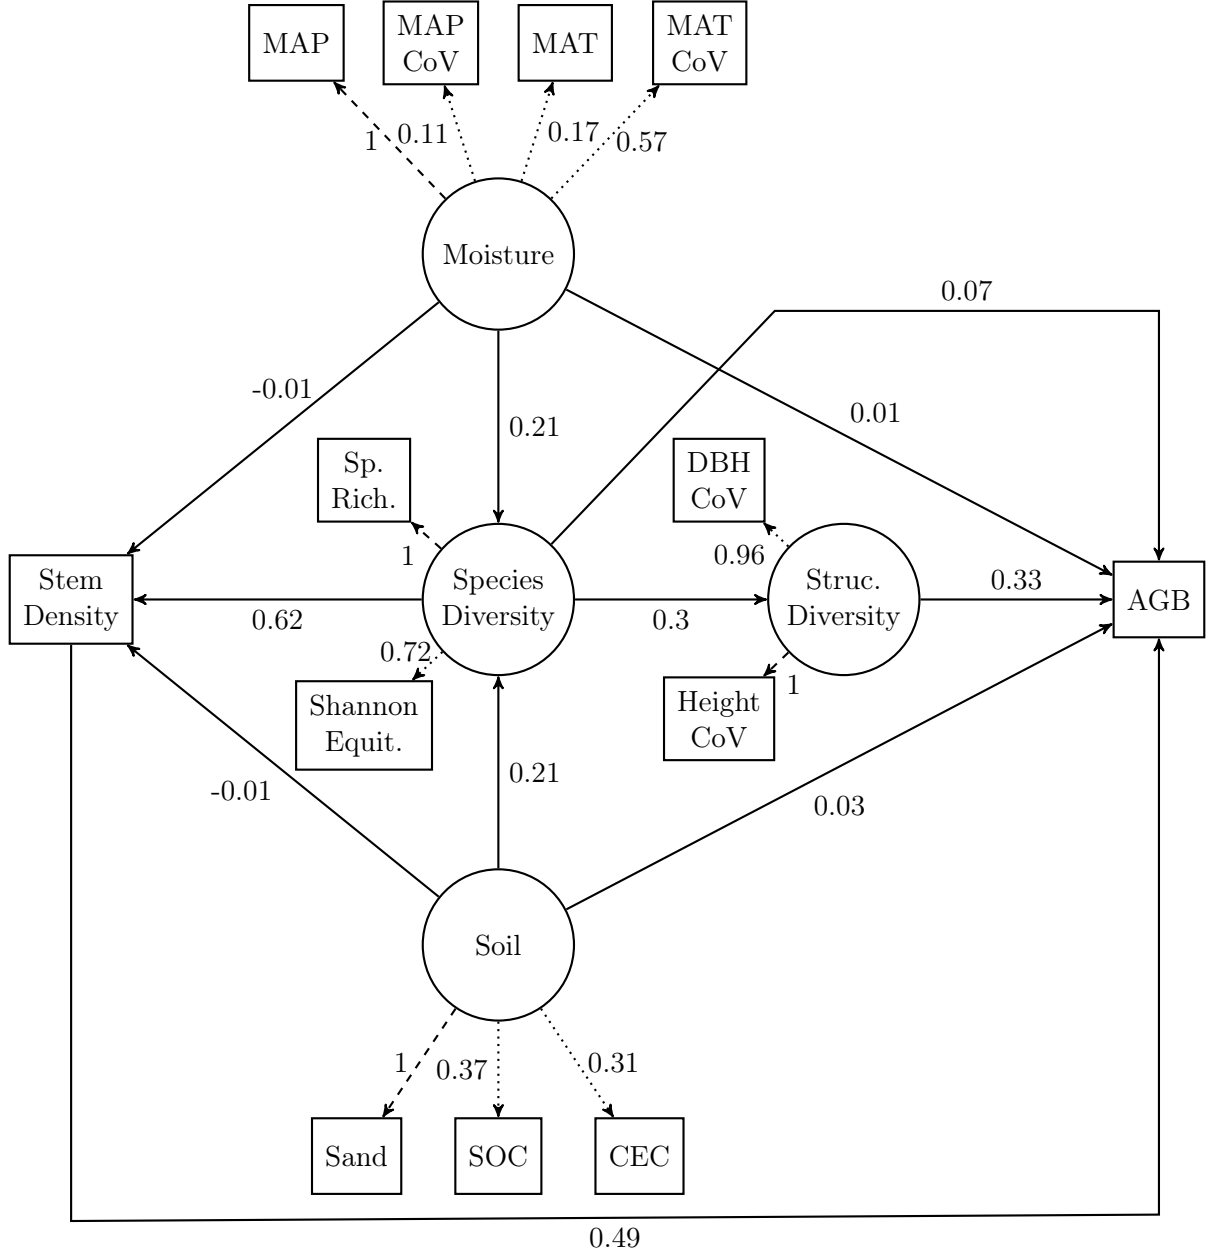 MAP
MAP
CoV
MAT
MAT
CoV
1
0.11
0.17
0.57
Moisture
0.07
-0.01
0.21
0.01
Sp.
Rich.
DBH
CoV
1
0.96
Stem
Density
Species
Diversity
Struc.
Diversity
AGB
0.62
0.3
0.33
0.72
1
Shannon
Equit.
Height
CoV
-0.01
0.21
0.03
Soil
1
0.37
0.31
Sand
SOC
CEC
0.49